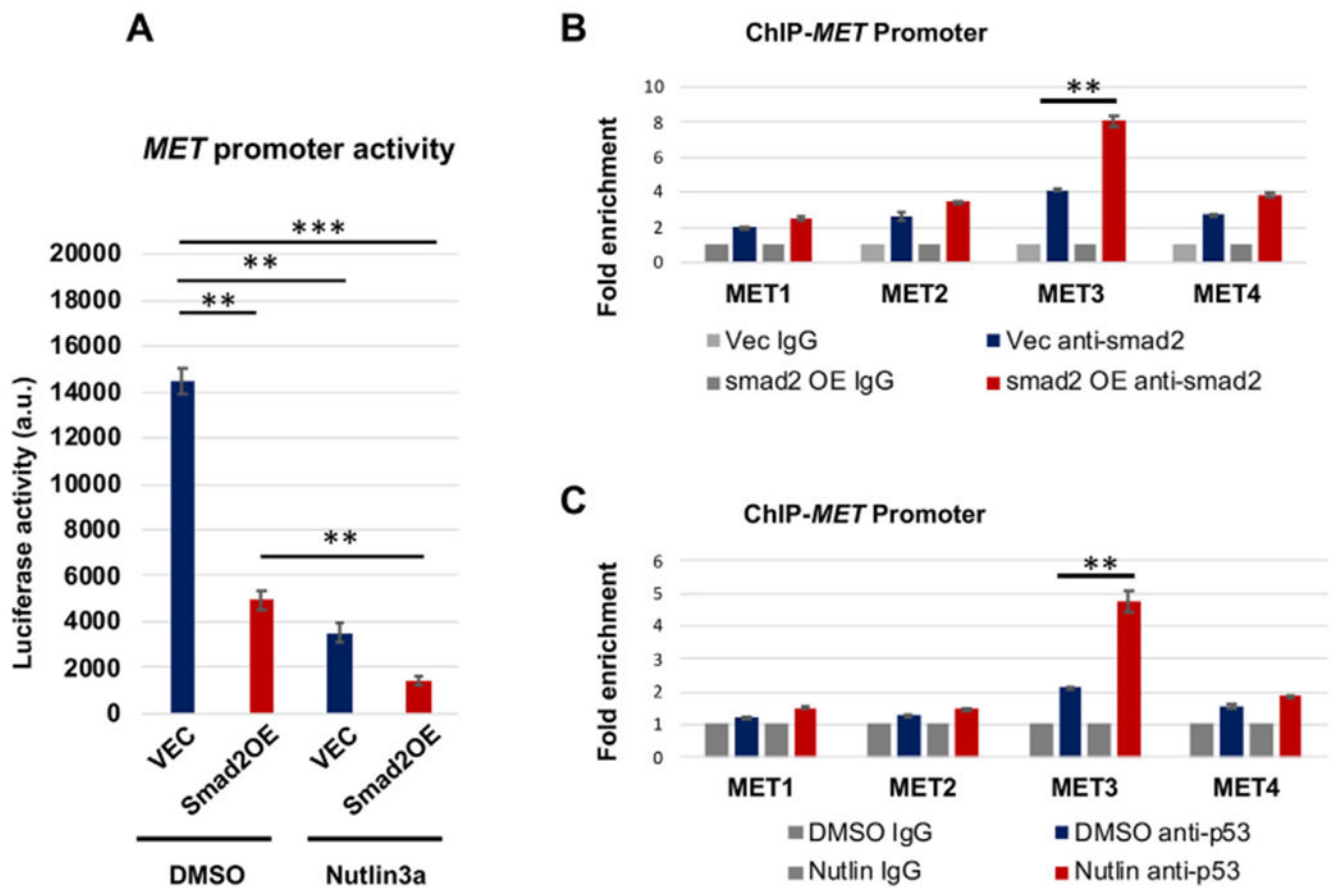 A
MET promoter activity
***
**
**
**
20000
18000
16000
14000
12000
10000
8000
6000
4000
2000
0
Luciferase activity (a.u.)
VEC
Smad2OE
VEC
Smad2OE
DMSO
Nutlin3a
B
ChIP-MET Promoter
**
10
8
6
4
2
0
Fold enrichment
MET1 MET2 MET3 MET4
Vec IgG
Vec anti-smad2
smad2 OE IgG
smad2 OE anti-smad2
C
ChIP-MET Promoter
**
6
5
4
3
2
1
0
Fold enrichment
MET1 MET2 MET3 MET4
DMSO IgG
DMSO anti-p53
Nutlin IgG
Nutlin anti-p53